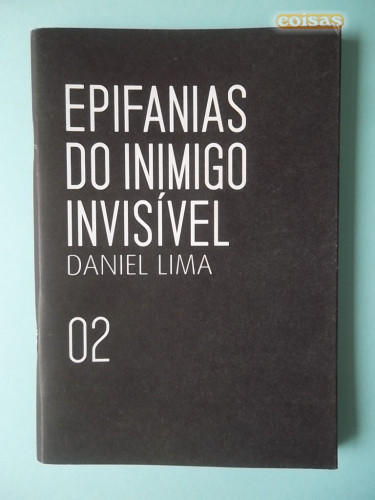 coisas
EPIFANIAS
DO INIMIGO
INVISÍVEL
DANIEL LIMA
02